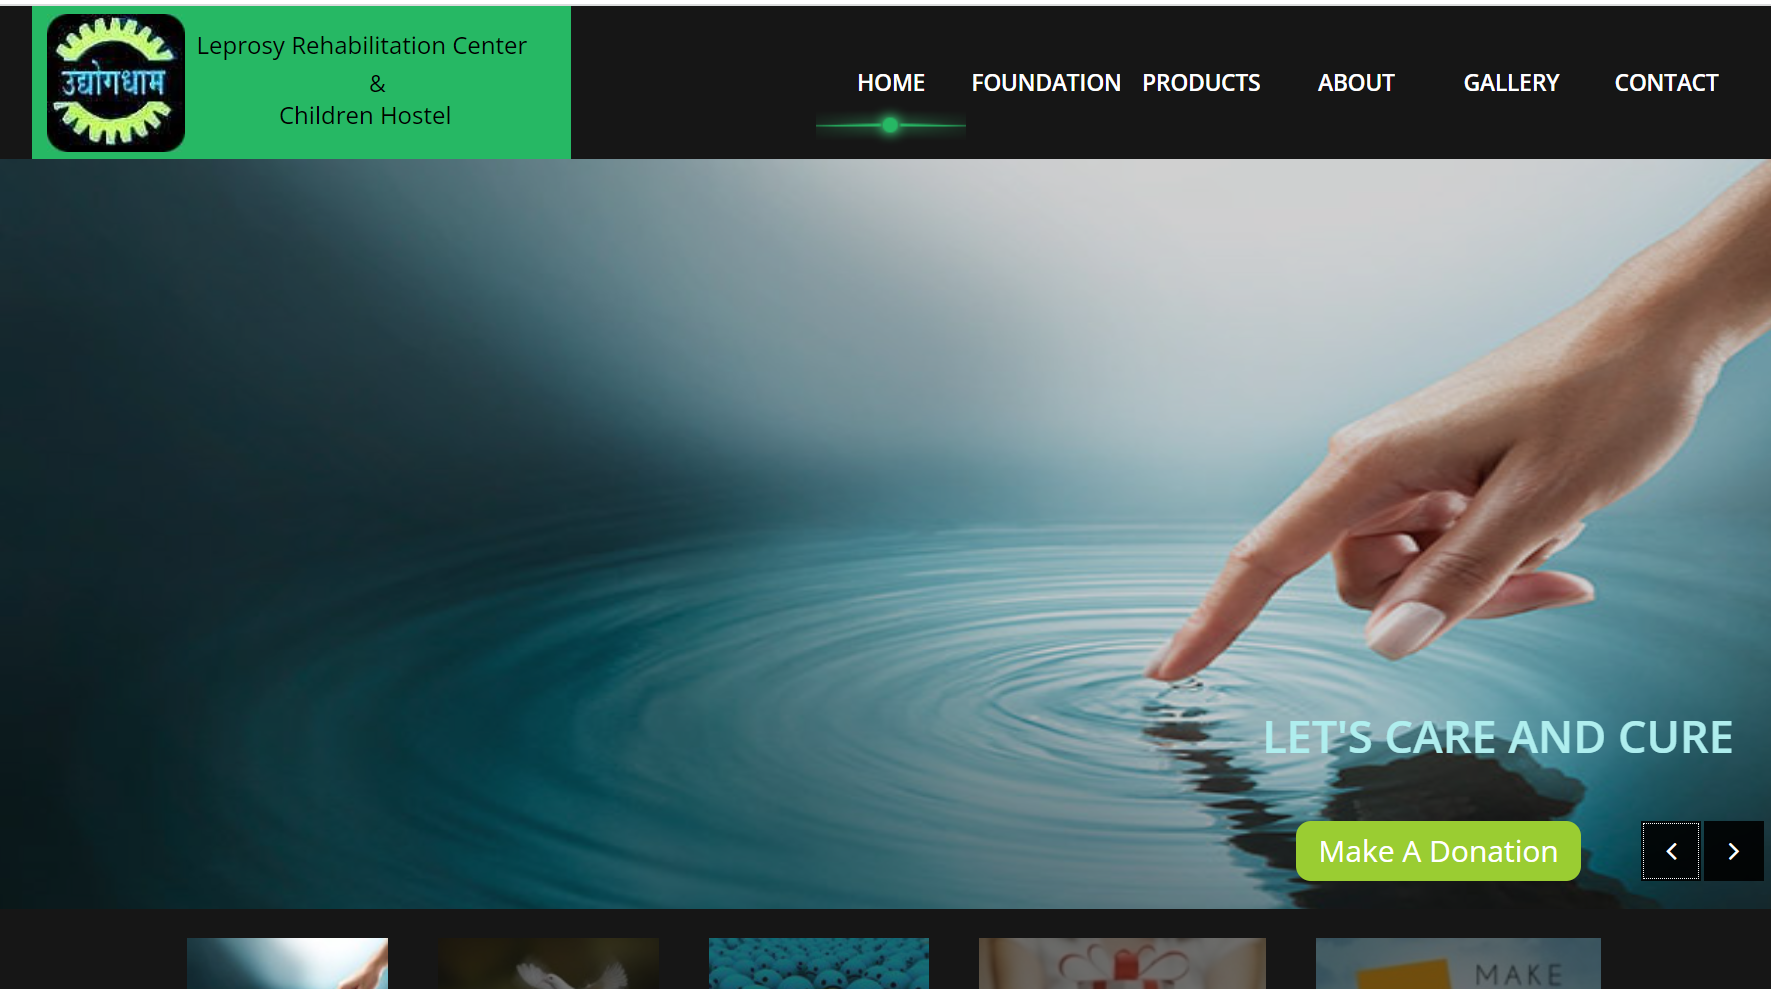 उद्योगधाम
Leprosy Rehabilitation Center
&
Children Hostel
HOME FOUNDATION PRODUCTS ABOUT GALLERY CONTACT
LET'S CARE AND CURE
Make A Donation
MAKE